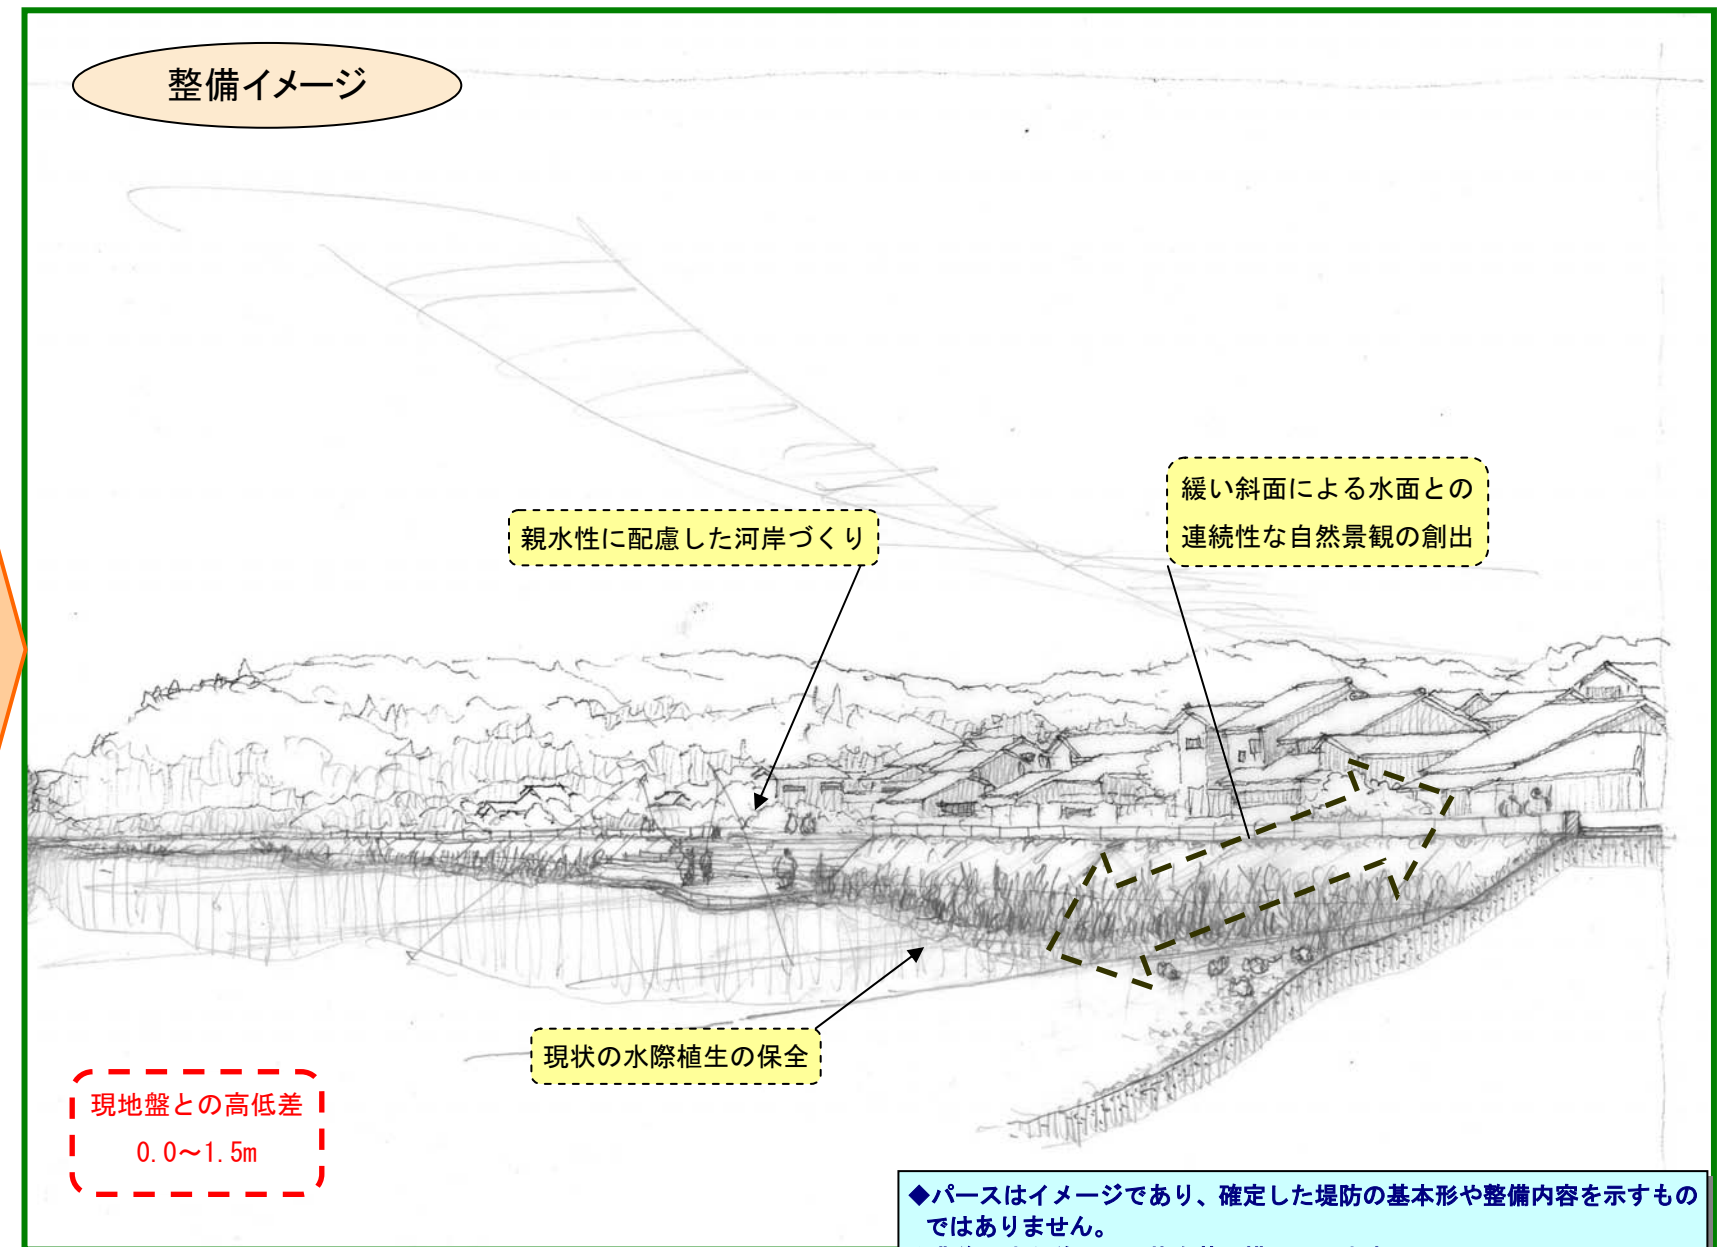 整備イメージ
緩い斜面による水面との
連続性な自然景観の創出
親水性に配慮した河岸づくり
現状の水際植生の保全
現地盤との高低差
0.0～1.5m
◆パースはイメージであり、確定した堤防の基本形や整備内容を示すもの
ではありません。